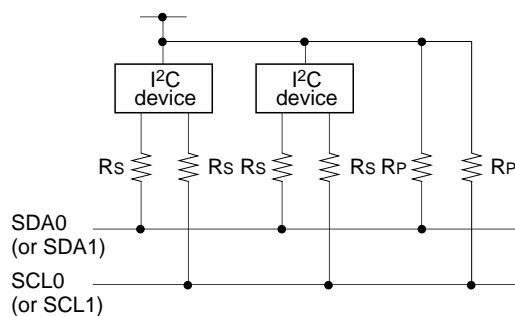 I²C
device
I²C
device
RS
RS
RS
RS
RP
RP
SDA0
(or SDA1)
SCL0
(or SCL1)